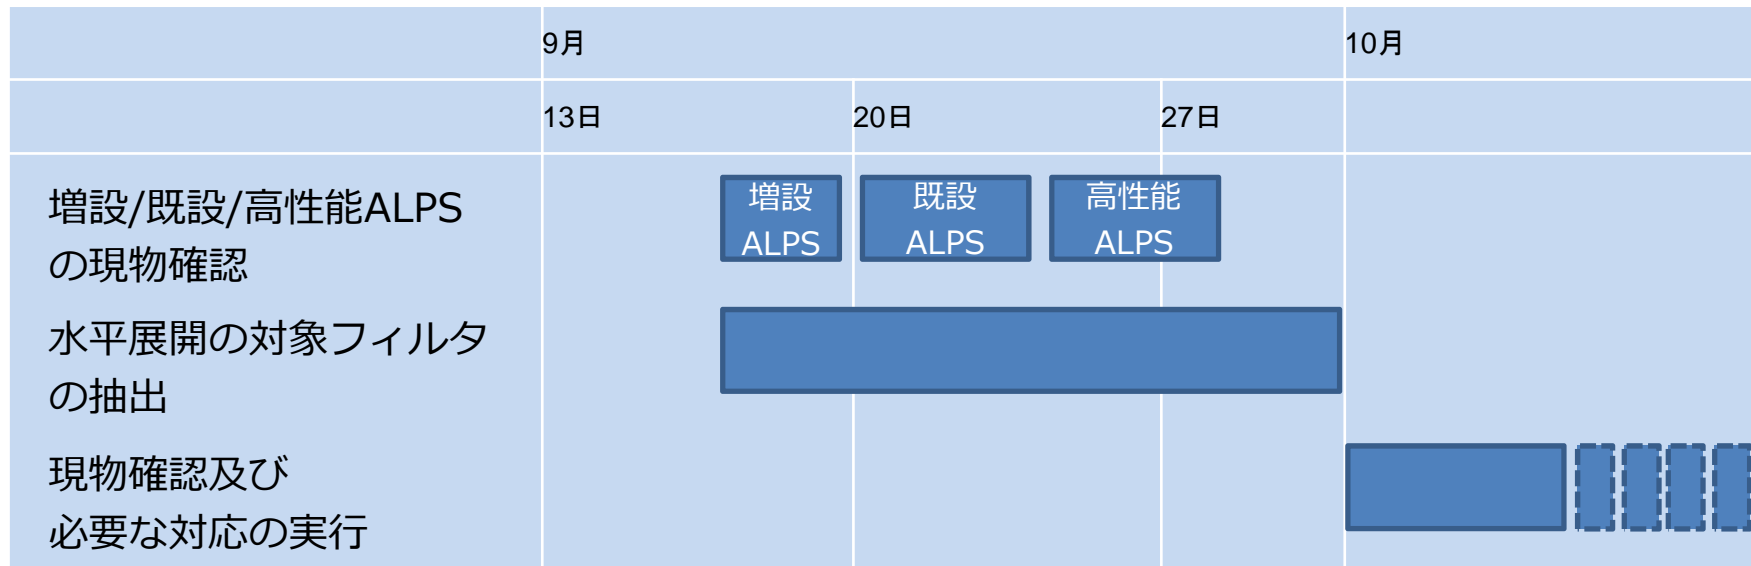 9月
10月
13日
20日
27日
増設/既設/高性能ALPS
の現物確認
増設
ALPS
既設
ALPS
高性能
ALPS
水平展開の対象フィルタ
の抽出
現物確認及び
必要な対応の実行